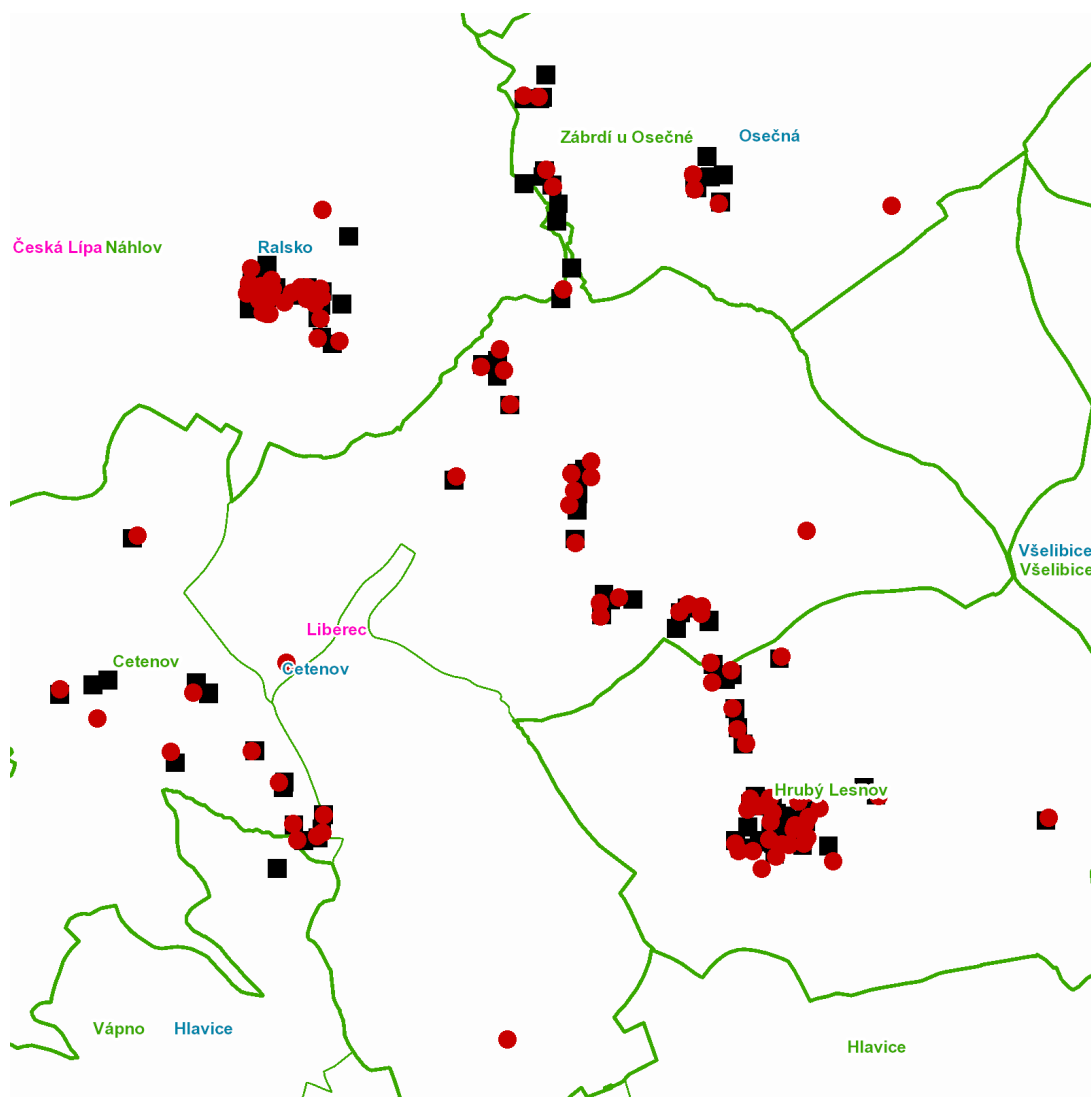 Zábrdí u Osečné
Osečná
Česká Lípa
Náhlov
Ralsko
Všelibice
Všelibice
Liberec
Cetenov
Cetenov
Hrubý Lesnov
Vápno
Hlavice
Hlavice